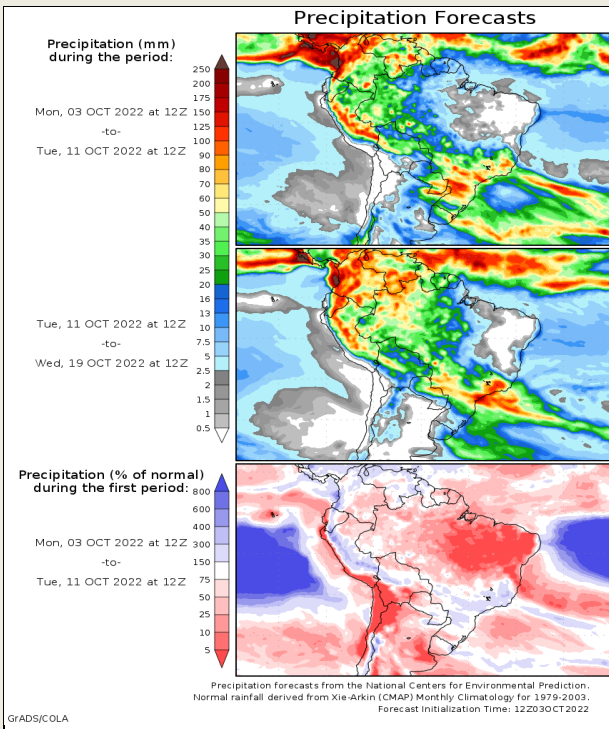 Precipitation Forecasts
Precipitation (mm)
during the period:
Mon, 03 OCT 2022 at 12Z
-to-
Tue, 11 OCT 2022 at 12Z
250
200
175
150
125
100
90
80
70
60
50
40
35
30
25
20
16
13
10
7.5
5
2.5
2
1.5
1
0.5
Tue, 11 OCT 2022 at 12Z
-to-
Wed, 19 OCT 2022 at 12Z
Precipitation (% of normal)
during the first period:
Mon, 03 OCT 2022 at 12Z
-to-
Tue, 11 OCT 2022 at 12Z
800
600
400
300
150
75
50
25
10
5
Precipitation forecasts from the National Centers for Environmental Prediction.
Normal rainfall derived from Xie-Arkin (CMAP) Monthly Climatology for 1979-2003.
Forecast Initialization Time: 12Z03OCT2022
GrADS/COLA